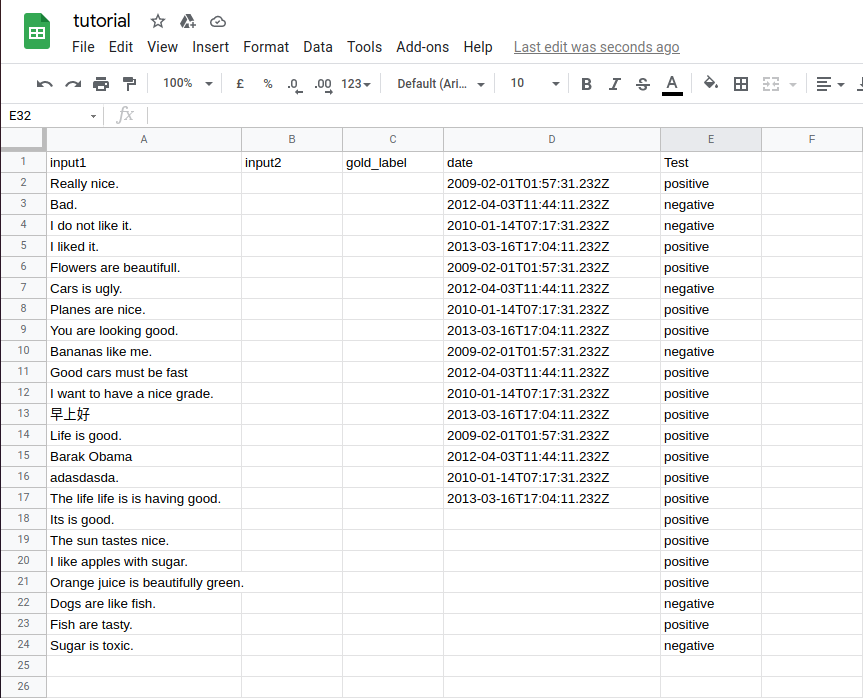 tutorial
File Edit View Insert Format Data Tools Add-ons Help Last edit was seconds ago
100% £ % .0 .00 123 Default (Ari... 10 B I S A
E32 fx
A B C D E F
1 input1 input2 gold_label date Test
2 Really nice. 2009-02-01T01:57:31.232Z positive
3 Bad. 2012-04-03T11:44:11.232Z negative
4 I do not like it. 2010-01-14T07:17:31.232Z negative
5 I liked it. 2013-03-16T17:04:11.232Z positive
6 Flowers are beautifull. 2009-02-01T01:57:31.232Z positive
7 Cars is ugly. 2012-04-03T11:44:11.232Z negative
8 Planes are nice. 2010-01-14T07:17:31.232Z positive
9 You are looking good. 2013-03-16T17:04:11.232Z positive
10 Bananas like me. 2009-02-01T01:57:31.232Z negative
11 Good cars must be fast 2012-04-03T11:44:11.232Z positive
12 I want to have a nice grade. 2010-01-14T07:17:31.232Z positive
13 早上好 2013-03-16T17:04:11.232Z positive
14 Life is good. 2009-02-01T01:57:31.232Z positive
15 Barak Obama 2012-04-03T11:44:11.232Z positive
16 adasdasda. 2010-01-14T07:17:31.232Z positive
17 The life life is is having good. 2013-03-16T17:04:11.232Z positive
18 Its is good. positive
19 The sun tastes nice. positive
20 I like apples with sugar. positive
21 Orange juice is beautifully green. positive
22 Dogs are like fish. negative
23 Fish are tasty. positive
24 Sugar is toxic. negative
25
26